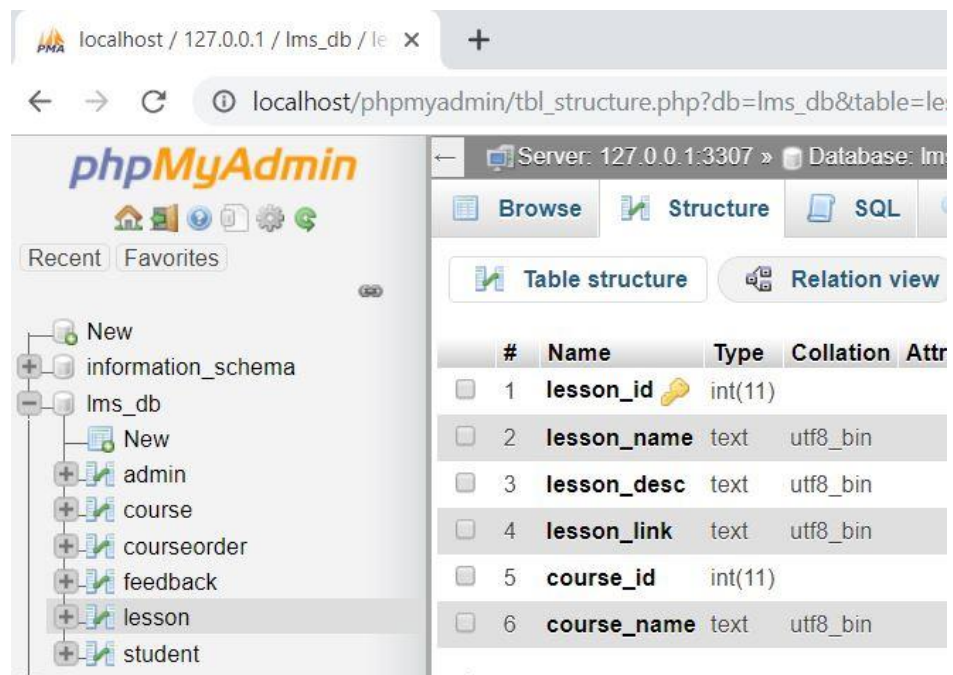 PMA localhost / 127.0.0.1 / lms_db / le
localhost/phpmyadmin/tbl_structure.php?db=lms_db&table=les
phpMyAdmin
Recent Favorites
New
information_schema
lms_db
New
admin
course
courseorder
feedback
lesson
student
Server: 127.0.0.1:3307 » Database: lm
Browse Structure SQL
Table structure Relation view
# Name Type Collation Attr
1 lesson_id int(11)
2 lesson_name text utf8_bin
3 lesson_desc text utf8_bin
4 lesson_link text utf8_bin
5 course_id int(11)
6 course_name text utf8_bin